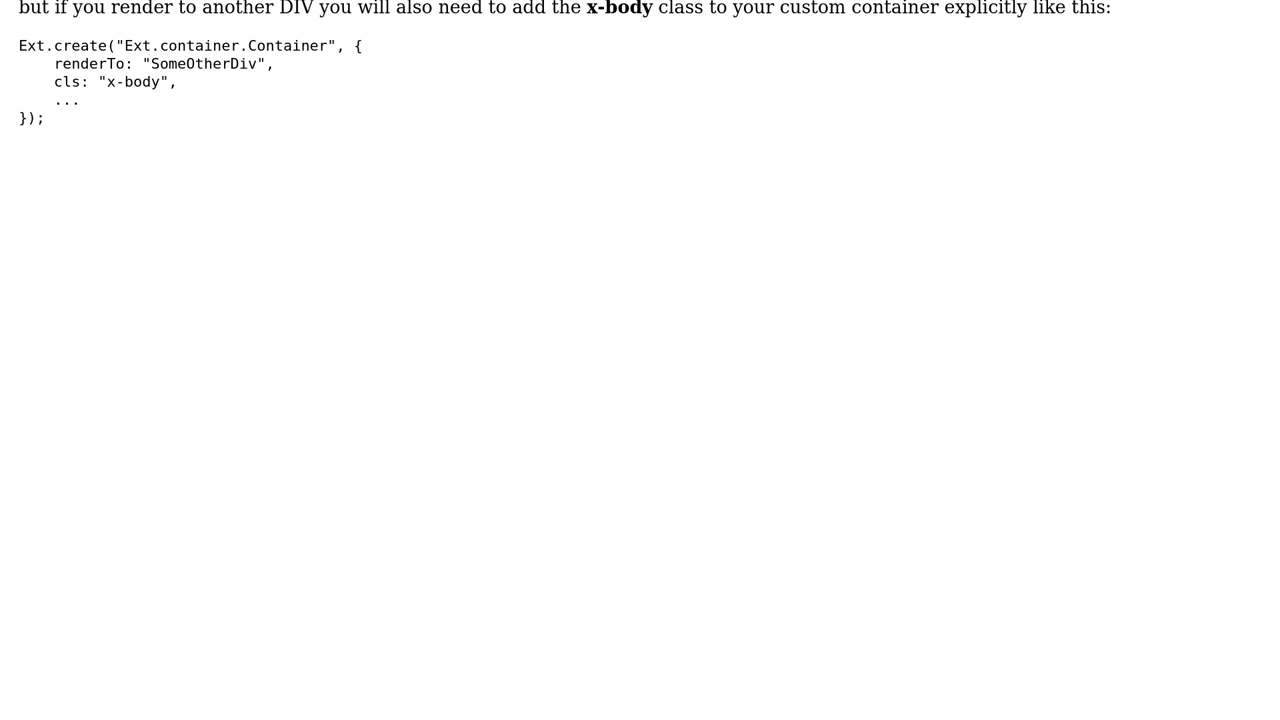 but if you render to another DIV you will also need to add the x-body class to your custom container explicitly like this:
Ext.create("Ext.container.Container", {
    renderTo: "SomeOtherDiv",
    cls: "x-body",
    ...
});